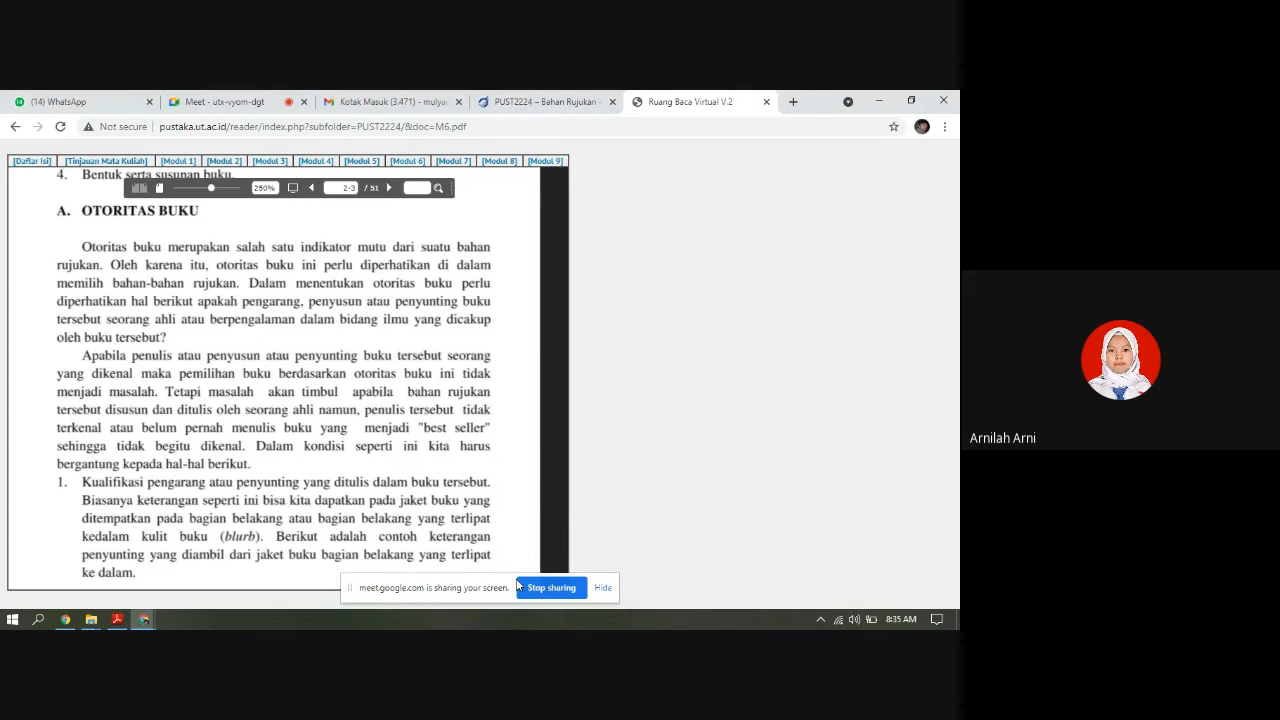 (14) WhatsApp
Meet - utx-vyom-dgt
Kotak Masuk (3.471) - mulya
PUST2224 – Bahan Rujukan -
Ruang Baca Virtual V.2
Not secure
pustaka.ut.ac.id/reader/index.php?subfolder=PUST2224/&doc=M6.pdf
[Daftar Isi] [Tinjauan Mata Kuliah] [Modul 1] [Modul 2] [Modul 3] [Modul 4] [Modul 5] [Modul 6] [Modul 7] [Modul 8] [Modul 9]
4. Bentuk serta susunan buku.
250% 2-3 / 51
A. OTORITAS BUKU
Otoritas buku merupakan salah satu indikator mutu dari suatu bahan
rujukan. Oleh karena itu, otoritas buku ini perlu diperhatikan di dalam
memilih bahan-bahan rujukan. Dalam menentukan otoritas buku perlu
diperhatikan hal berikut apakah pengarang, penyusun atau penyunting buku
tersebut seorang ahli atau berpengalaman dalam bidang ilmu yang dicakup
oleh buku tersebut?
Apabila penulis atau penyusun atau penyunting buku tersebut seorang
yang dikenal maka pemilihan buku berdasarkan otoritas buku ini tidak
menjadi masalah. Tetapi masalah akan timbul apabila bahan rujukan
tersebut disusun dan ditulis oleh seorang ahli namun, penulis tersebut tidak
terkenal atau belum pernah menulis buku yang menjadi "best seller"
sehingga tidak begitu dikenal. Dalam kondisi seperti ini kita harus
bergantung kepada hal-hal berikut.
1. Kualifikasi pengarang atau penyunting yang ditulis dalam buku tersebut.
Biasanya keterangan seperti ini bisa kita dapatkan pada jaket buku yang
ditempatkan pada bagian belakang atau bagian belakang yang terlipat
kedalam kulit buku (blurb). Berikut adalah contoh keterangan
penyunting yang diambil dari jaket buku bagian belakang yang terlipat
ke dalam.
meet.google.com is sharing your screen.
Stop sharing
Hide
8:35 AM
Arnilah Arni